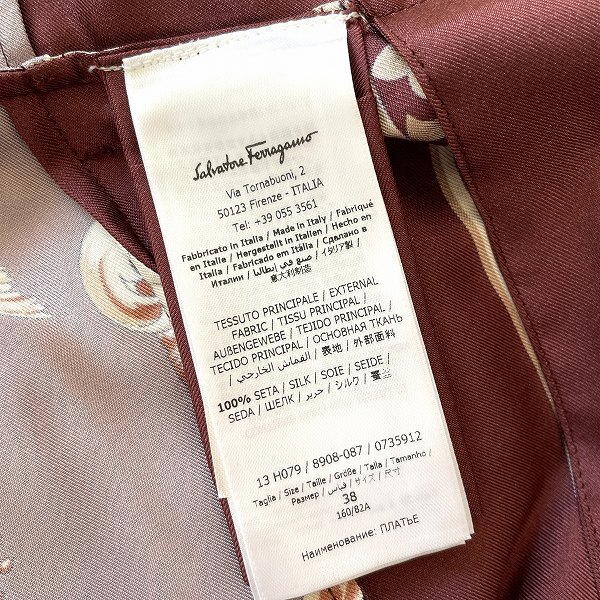 Salvatore Ferragamo
Via Tornabuoni, 2
50123 Firenze - ITALIA
Tel: +39 055 3561
Fabbricato in Italia / Made in Italy / Fabriqué
en Italie / Hergestellt in Italien / Hecho en
Italia / Fabricado em Itália / Сделано в
Италии / صنع في إيطاليا / イタリア製 /
意大利制造
TESSUTO PRINCIPALE / EXTERNAL
FABRIC / TISSU PRINCIPAL /
AUßENGEWEBE / TEJIDO PRINCIPAL /
TECIDO PRINCIPAL / ОСНОВНАЯ ТКАНЬ
/ القماش الخارجي / 表地 / 外部面料
100% SETA / SILK / SOIE / SEIDE /
SEDA / ШЕЛК / حرير / シルク /
13 H079 / 8908-087 / 0735912
Taglia / Size / Taille / Größe / Talla / Tamanho /
Размер / قياس / サイズ / 尺寸
38
160/82A
Наименование: ПЛАТЬЕ